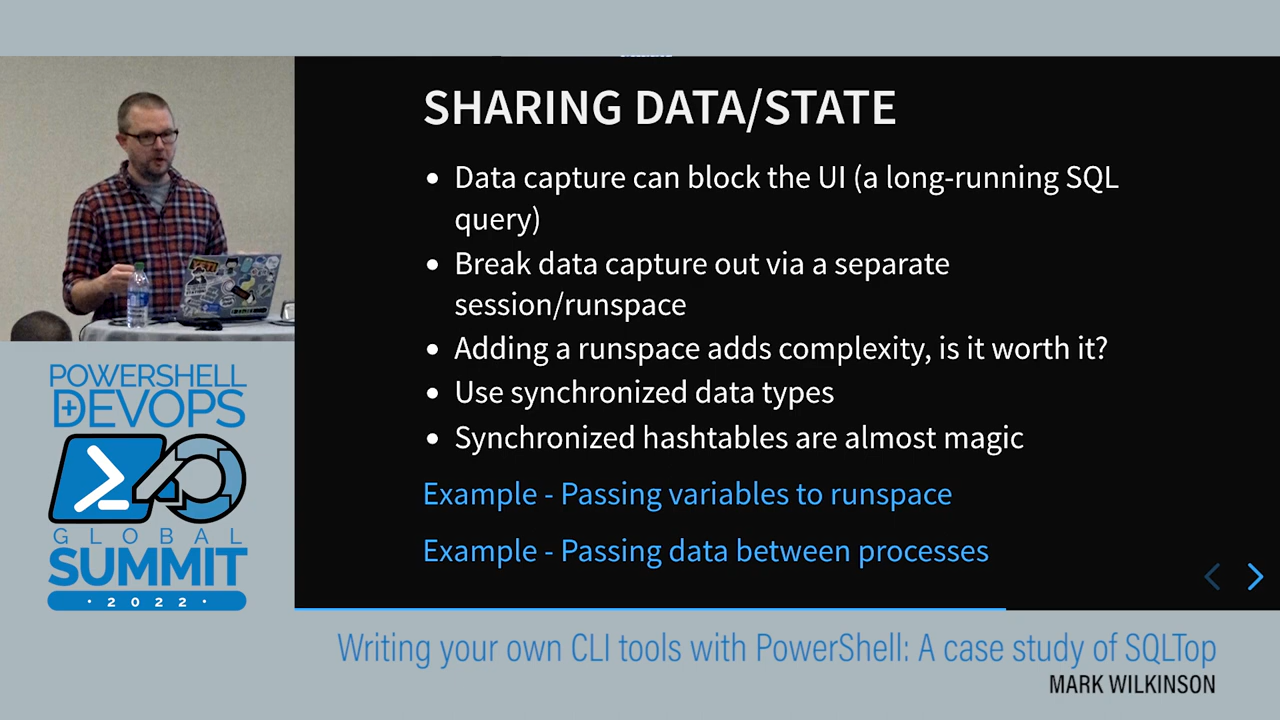 SHARING DATA/STATE
• Data capture can block the UI (a long-running SQL
query)
• Break data capture out via a separate
session/runspace
• Adding a runspace adds complexity, is it worth it?
• Use synchronized data types
• Synchronized hashtables are almost magic
Example - Passing variables to runspace
Example - Passing data between processes
YETI
POWERSHELL
+DEVOPS
GLOBAL
SUMMIT
· 2022 ·
Writing your own CLI tools with PowerShell: A case study of SQLTop
MARK WILKINSON